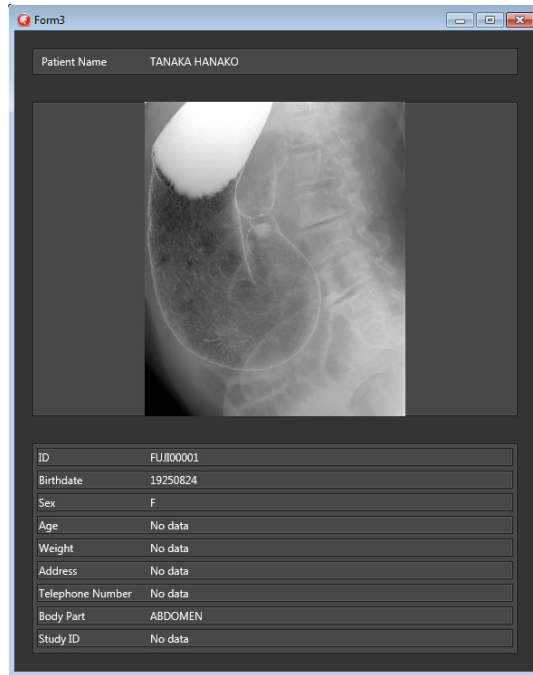 Form3
Patient Name TANAKA HANAKO
ID FUJI00001
Birthdate 19250824
Sex F
Age No data
Weight No data
Address No data
Telephone Number No data
Body Part ABDOMEN
Study ID No data